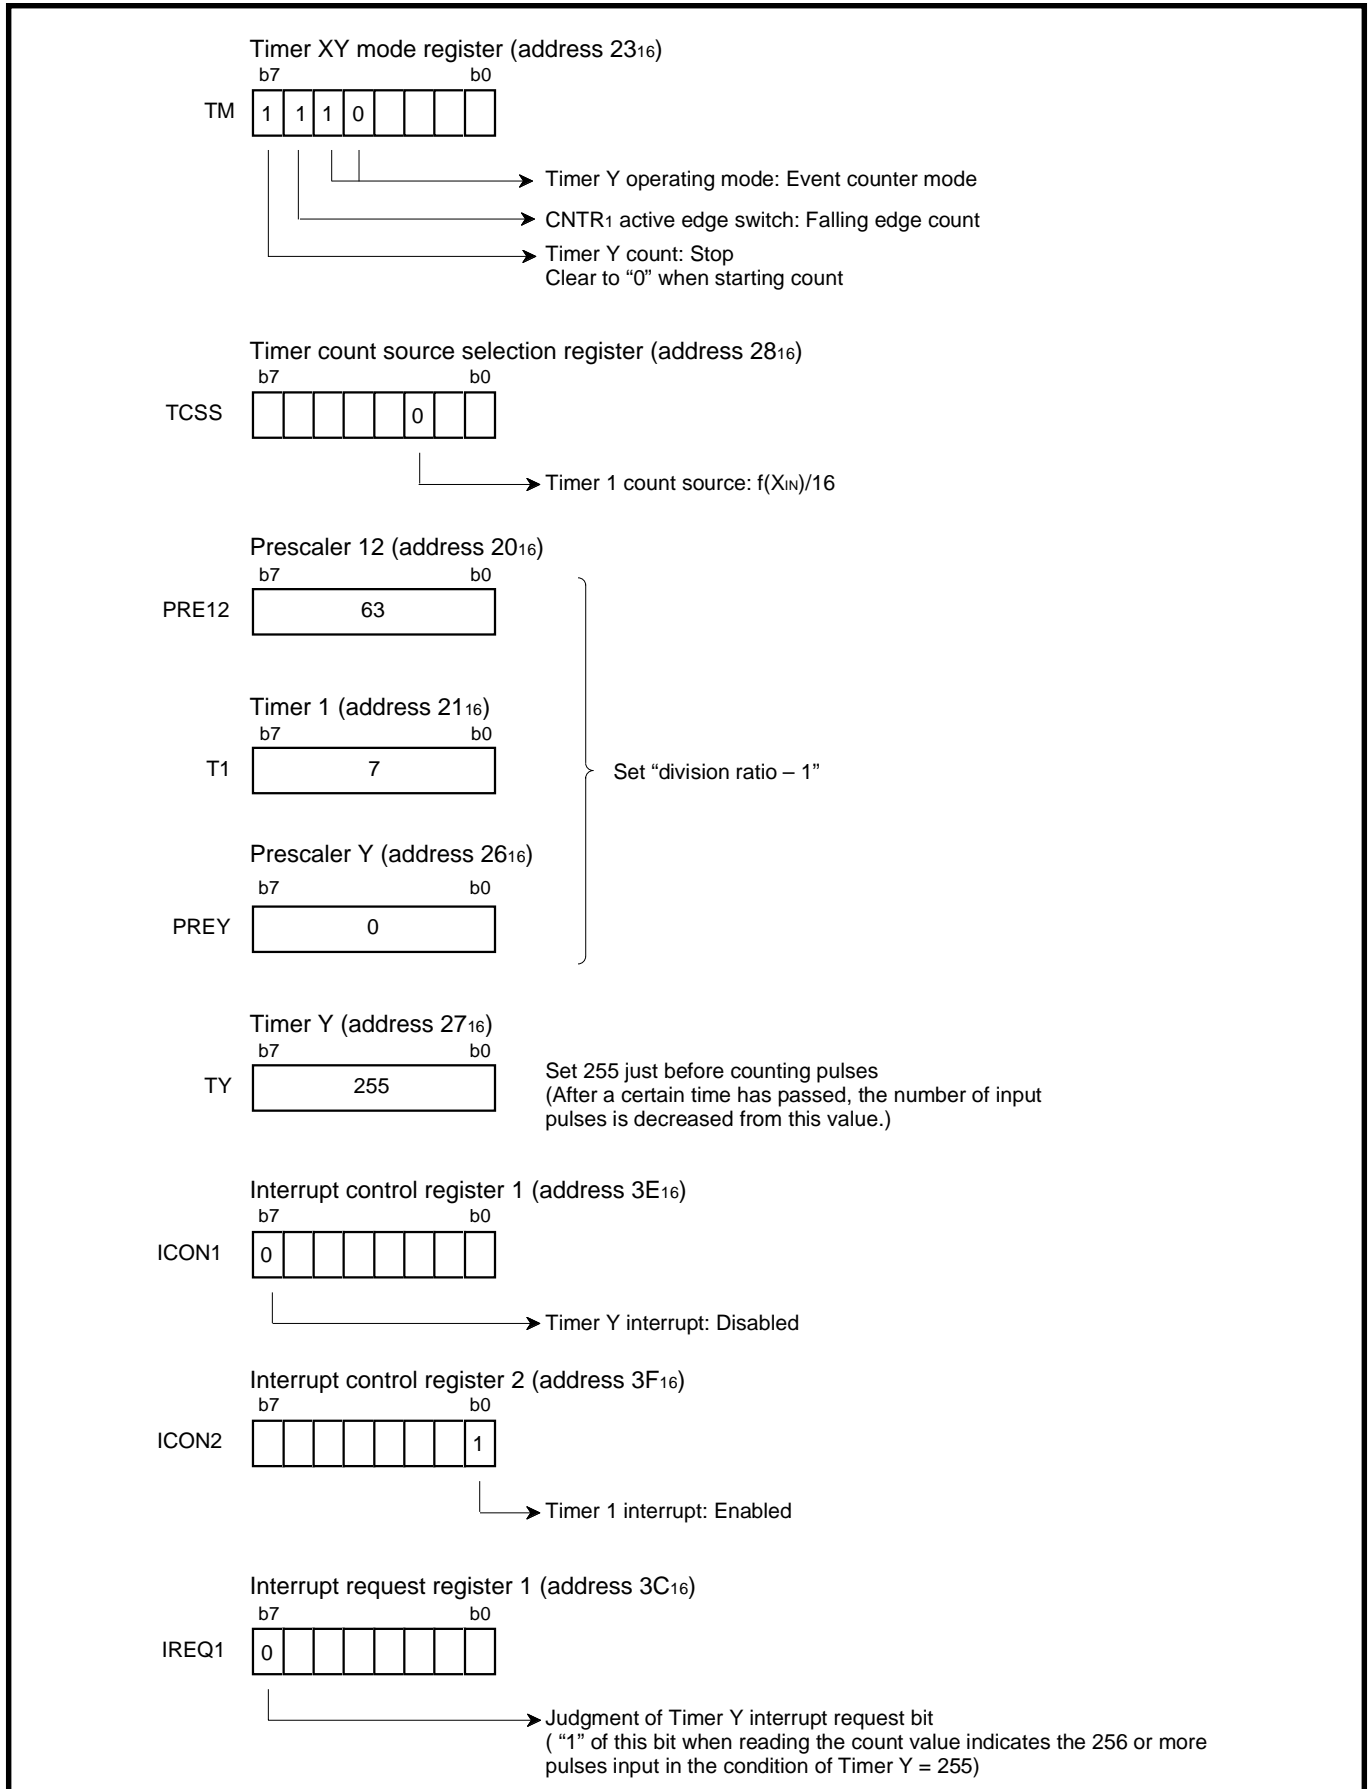 Timer XY mode register (address 2316)
b7 b0
TM 1 1 1 0
Timer Y operating mode: Event counter mode
CNTR1 active edge switch: Falling edge count
Timer Y count: Stop
Clear to “0” when starting count
Timer count source selection register (address 2816)
b7 b0
TCSS 0
Timer 1 count source: f(XIN)/16
Prescaler 12 (address 2016)
b7 b0
PRE12 63
Timer 1 (address 2116)
b7 b0
T1 7
Set “division ratio – 1”
Prescaler Y (address 2616)
b7 b0
PREY 0
Timer Y (address 2716)
b7 b0
TY 255
Set 255 just before counting pulses
(After a certain time has passed, the number of input
pulses is decreased from this value.)
Interrupt control register 1 (address 3E16)
b7 b0
ICON1 0
Timer Y interrupt: Disabled
Interrupt control register 2 (address 3F16)
b7 b0
ICON2 1
Timer 1 interrupt: Enabled
Interrupt request register 1 (address 3C16)
b7 b0
IREQ1 0
Judgment of Timer Y interrupt request bit
( “1” of this bit when reading the count value indicates the 256 or more
pulses input in the condition of Timer Y = 255)